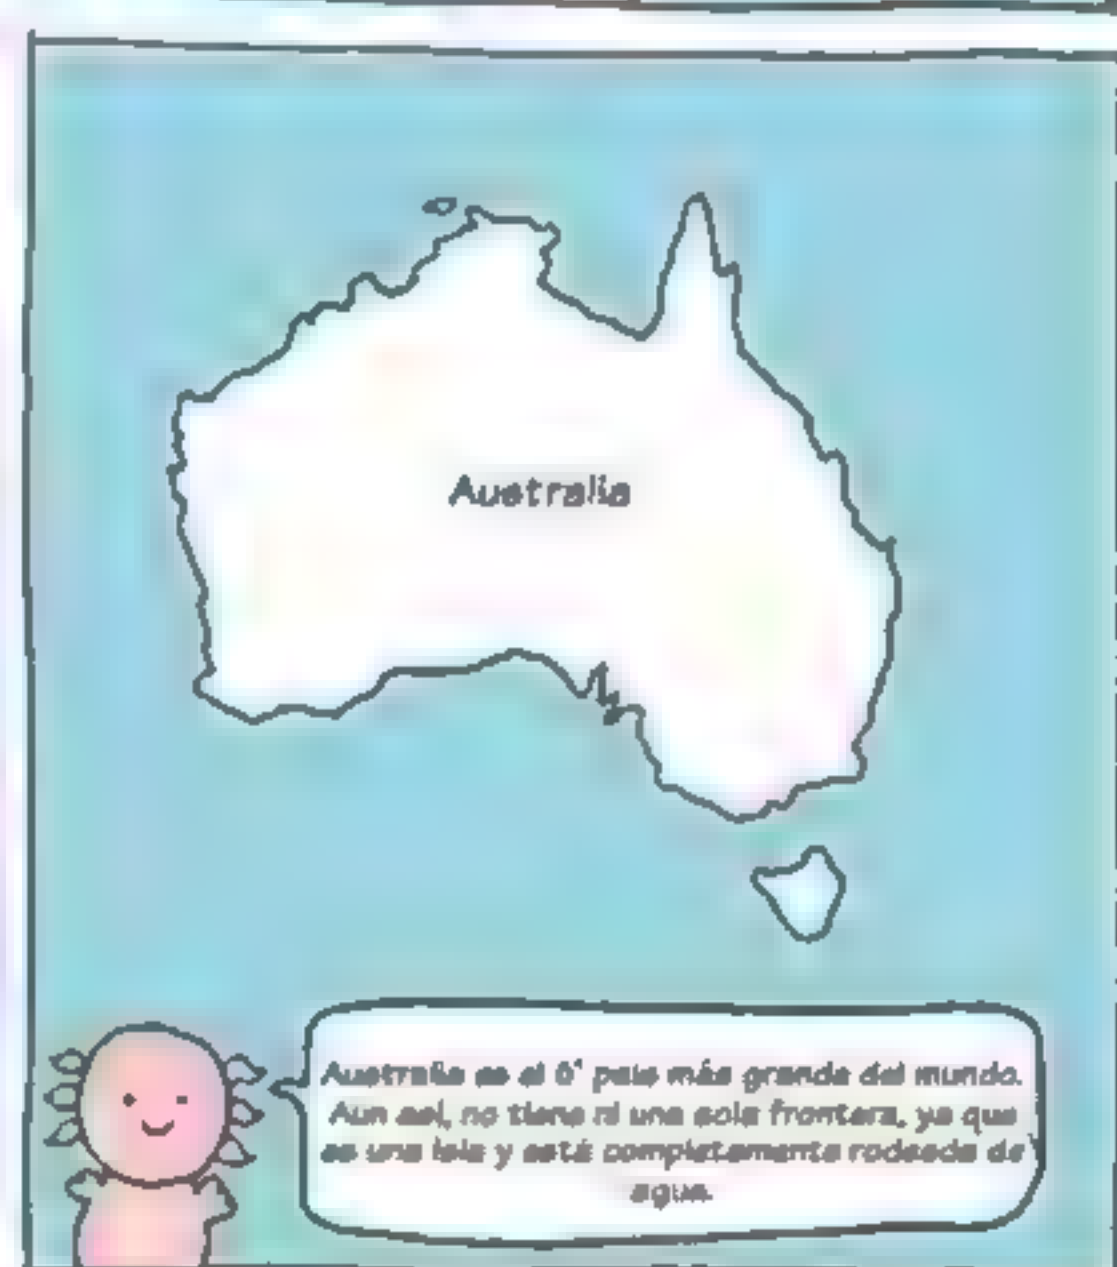 Australia
Australia es el 6° país más grande del mundo.
Aun así, no tiene ni una sola frontera, ya que
es una isla y está completamente rodeada de
agua.